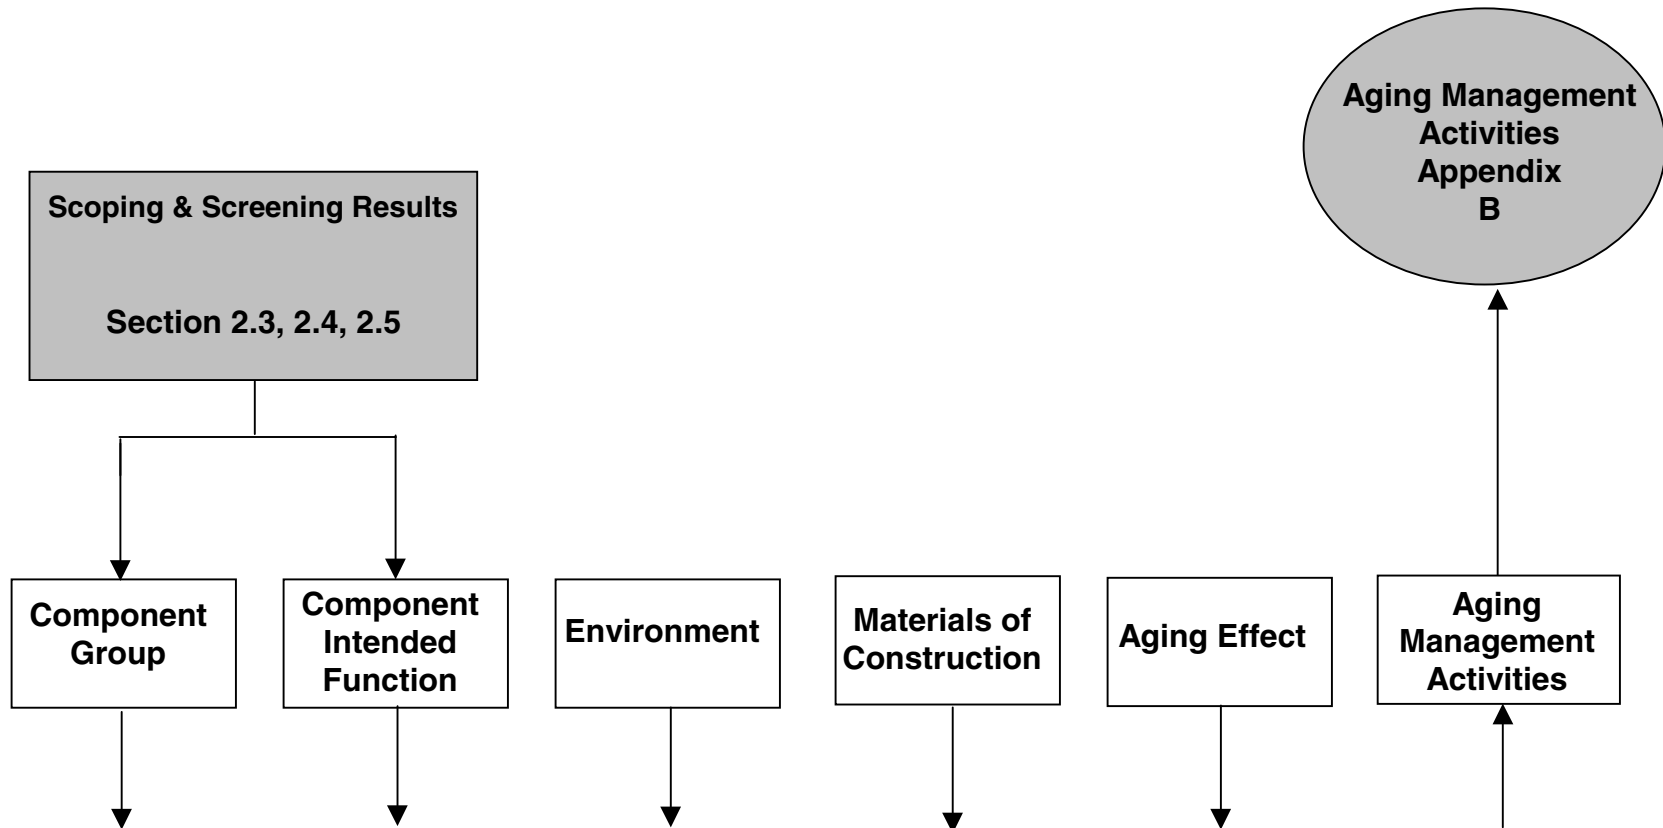 Aging Management
Activities
Appendix
B
Scoping & Screening Results
Section 2.3, 2.4, 2.5
Component
Group
Component
Intended
Function
Environment
Materials of
Construction
Aging Effect
Aging
Management
Activities